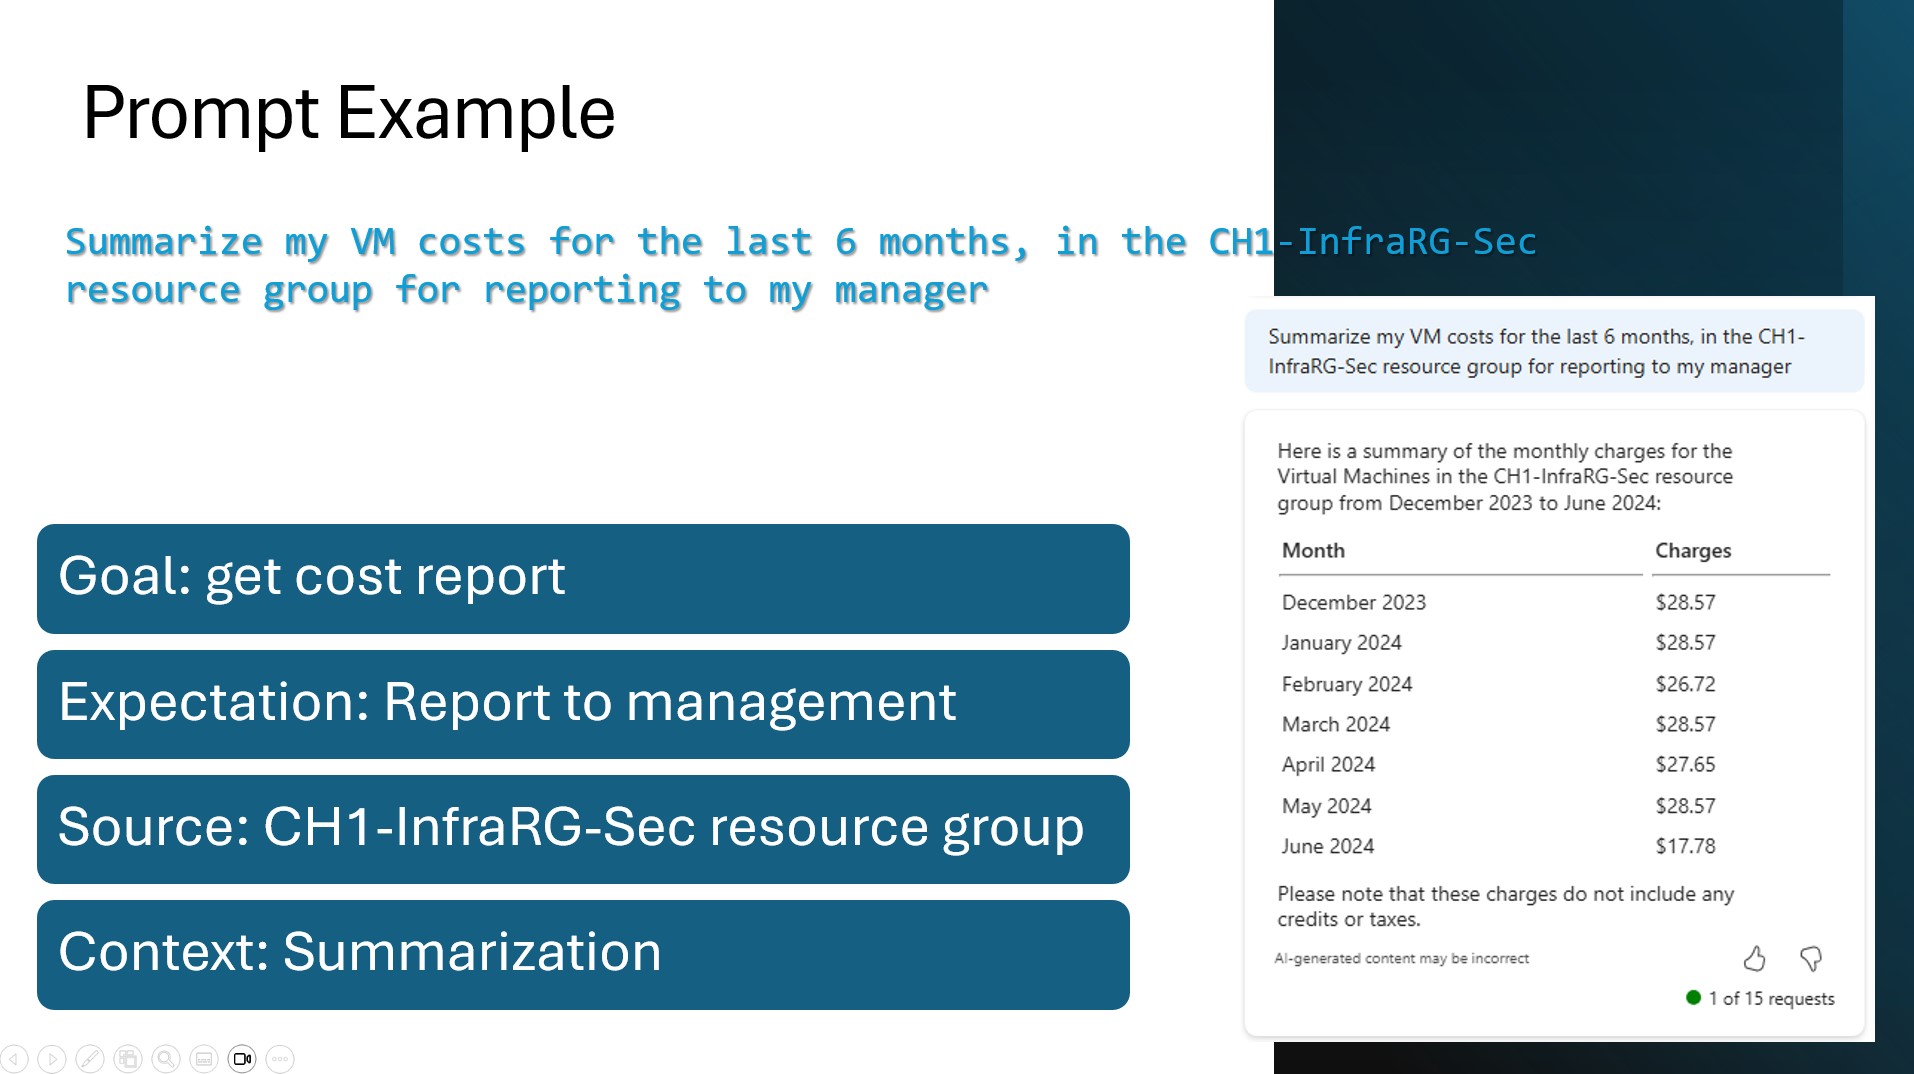 Prompt Example
Summarize my VM costs for the last 6 months, in the CH1-InfraRG-Sec
resource group for reporting to my manager
Goal: get cost report
Expectation: Report to management
Source: CH1-InfraRG-Sec resource group
Context: Summarization
Summarize my VM costs for the last 6 months, in the CH1-
InfraRG-Sec resource group for reporting to my manager
Here is a summary of the monthly charges for the
Virtual Machines in the CH1-InfraRG-Sec resource
group from December 2023 to June 2024:
Month Charges
December 2023 $28.57
January 2024 $28.57
February 2024 $26.72
March 2024 $28.57
April 2024 $27.65
May 2024 $28.57
June 2024 $17.78
Please note that these charges do not include any
credits or taxes.
AI-generated content may be incorrect
1 of 15 requests